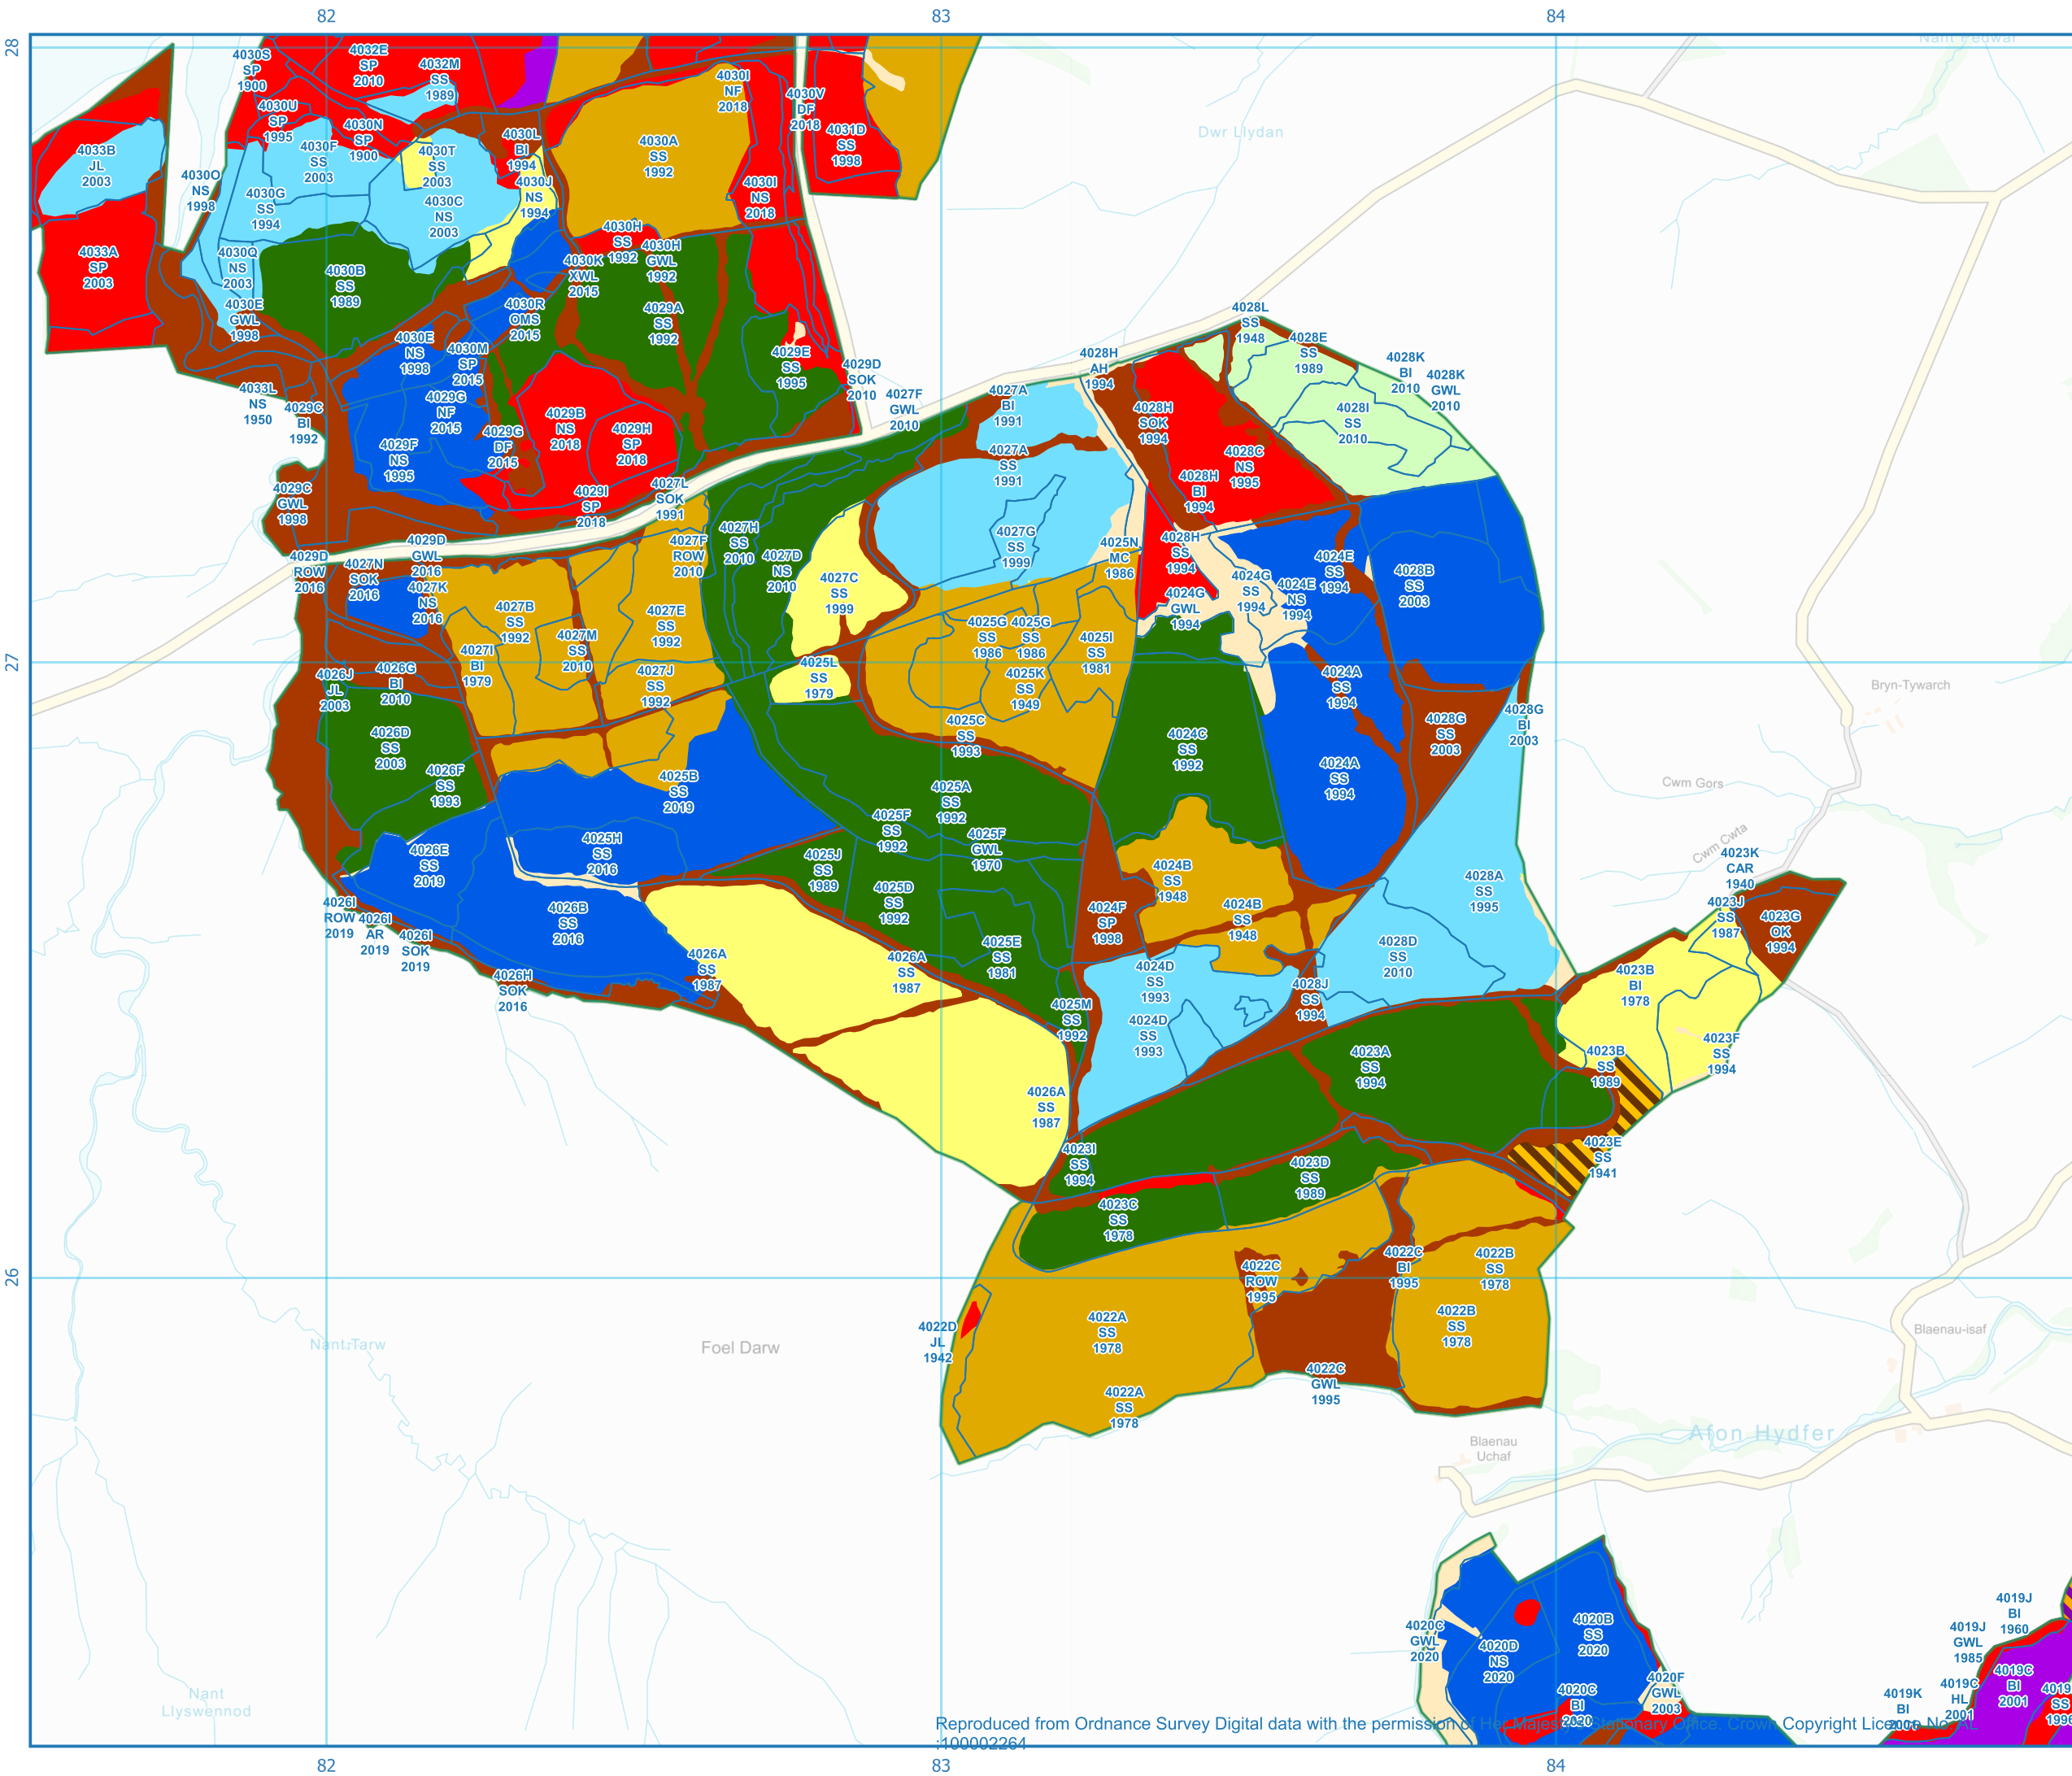 82
83
84
28
27
26
Nant Pedwar
Dwr Llydan
Bryn-Tywarch
Cwm Gors
Cwm Cwta
Nant Tarw
Foel Darw
Blaenau-isaf
Blaenau
Uchaf
Afon Hydfer
Nant
Llyswennod
4030S
SP
1900
4032E
SP
2010
4032M
SS
1989
4030I
NF
2018
4030V
DF
2018
4030U
SP
1995
4030N
SP
1900
4031D
SS
1998
4033B
JL
2003
4030F
SS
2003
4030T
SS
2003
4030L
BI
1994
4030A
SS
1992
4030O
NS
1998
4030G
SS
1994
4030C
NS
2003
4030J
NS
1994
4030I
NS
2018
4033A
SP
2003
4030Q
NS
2003
4030B
SS
1989
4030H
SS
1992
4030H
GWL
1992
4030K
XWL
2015
4030E
GWL
1998
4030R
OMS
2015
4029A
SS
1992
4030E
NS
1998
4030M
SP
2015
4029E
SS
1995
4029D
SOK
2010
4033L
NS
1950
4029C
BI
1992
4029G
NF
2015
4029B
NS
2018
4029H
SP
2018
4029F
NS
1995
4029G
DF
2015
4029C
GWL
1998
4029I
SP
2018
4027L
SOK
1991
4027F
GWL
2010
4027A
BI
1991
4028H
AH
1994
4028L
SS
1948
4028E
SS
1989
4028K
BI
2010
4028K
GWL
2010
4028H
SOK
1994
4028I
SS
2010
4028C
NS
1995
4027A
SS
1991
4028H
BI
1994
4029D
ROW
2016
4027N
SOK
2016
4029D
GWL
2016
4027K
NS
2016
4027F
ROW
2010
4027H
SS
2010
4027D
NS
2010
4027C
SS
1999
4027G
SS
1999
4025N
MC
1986
4028H
SS
1994
4024E
SS
1994
4028B
SS
2003
4024G
SS
1994
4024E
NS
1994
4024G
GWL
1994
4027B
SS
1992
4027M
SS
2010
4027E
SS
1992
4027I
BI
1979
4027J
SS
1992
4025L
SS
1979
4025G
SS
1986
4025G
SS
1986
4025I
SS
1981
4025K
SS
1949
4026J
JL
2003
4026G
BI
2010
4024A
SS
1994
4028G
SS
2003
4028G
BI
2003
4026D
SS
2003
4025C
SS
1993
4024C
SS
1992
4026F
SS
1993
4025B
SS
2019
4024A
SS
1994
4025A
SS
1992
4025F
SS
1992
4025F
GWL
1970
4026E
SS
2019
4025H
SS
2016
4025J
SS
1989
4025D
SS
1992
4024B
SS
1948
4028A
SS
1995
4023K
CAR
1940
4026I
ROW
2019
4026I
AR
2019
4026I
SOK
2019
4026B
SS
2016
4024F
SP
1998
4024B
SS
1948
4023J
SS
1987
4023G
OK
1994
4026H
SOK
2016
4026A
SS
1987
4026A
SS
1987
4025E
SS
1981
4024D
SS
1993
4028D
SS
2010
4023B
BI
1978
4025M
SS
1992
4028J
SS
1994
4024D
SS
1993
4023A
SS
1994
4023B
SS
1989
4023F
SS
1994
4026A
SS
1987
4023I
SS
1994
4023D
SS
1989
4023E
SS
1941
4023C
SS
1978
4022C
ROW
1995
4022C
BI
1995
4022B
SS
1978
4022D
JL
1942
4022A
SS
1978
4022B
SS
1978
4022A
SS
1978
4022C
GWL
1995
4020C
GWL
2020
4020D
NS
2020
4020B
SS
2020
4020C
BI
2020
4020F
GWL
2003
4019J
BI
1960
4019J
GWL
1985
4019C
BI
2001
4019C
HL
2001
4019K
BI
4019
SS
1996
Reproduced from Ordnance Survey Digital data with the permission of Her Majesty's Stationary Office. Crown Copyright Licence No. AL
:100002264
82
83
84